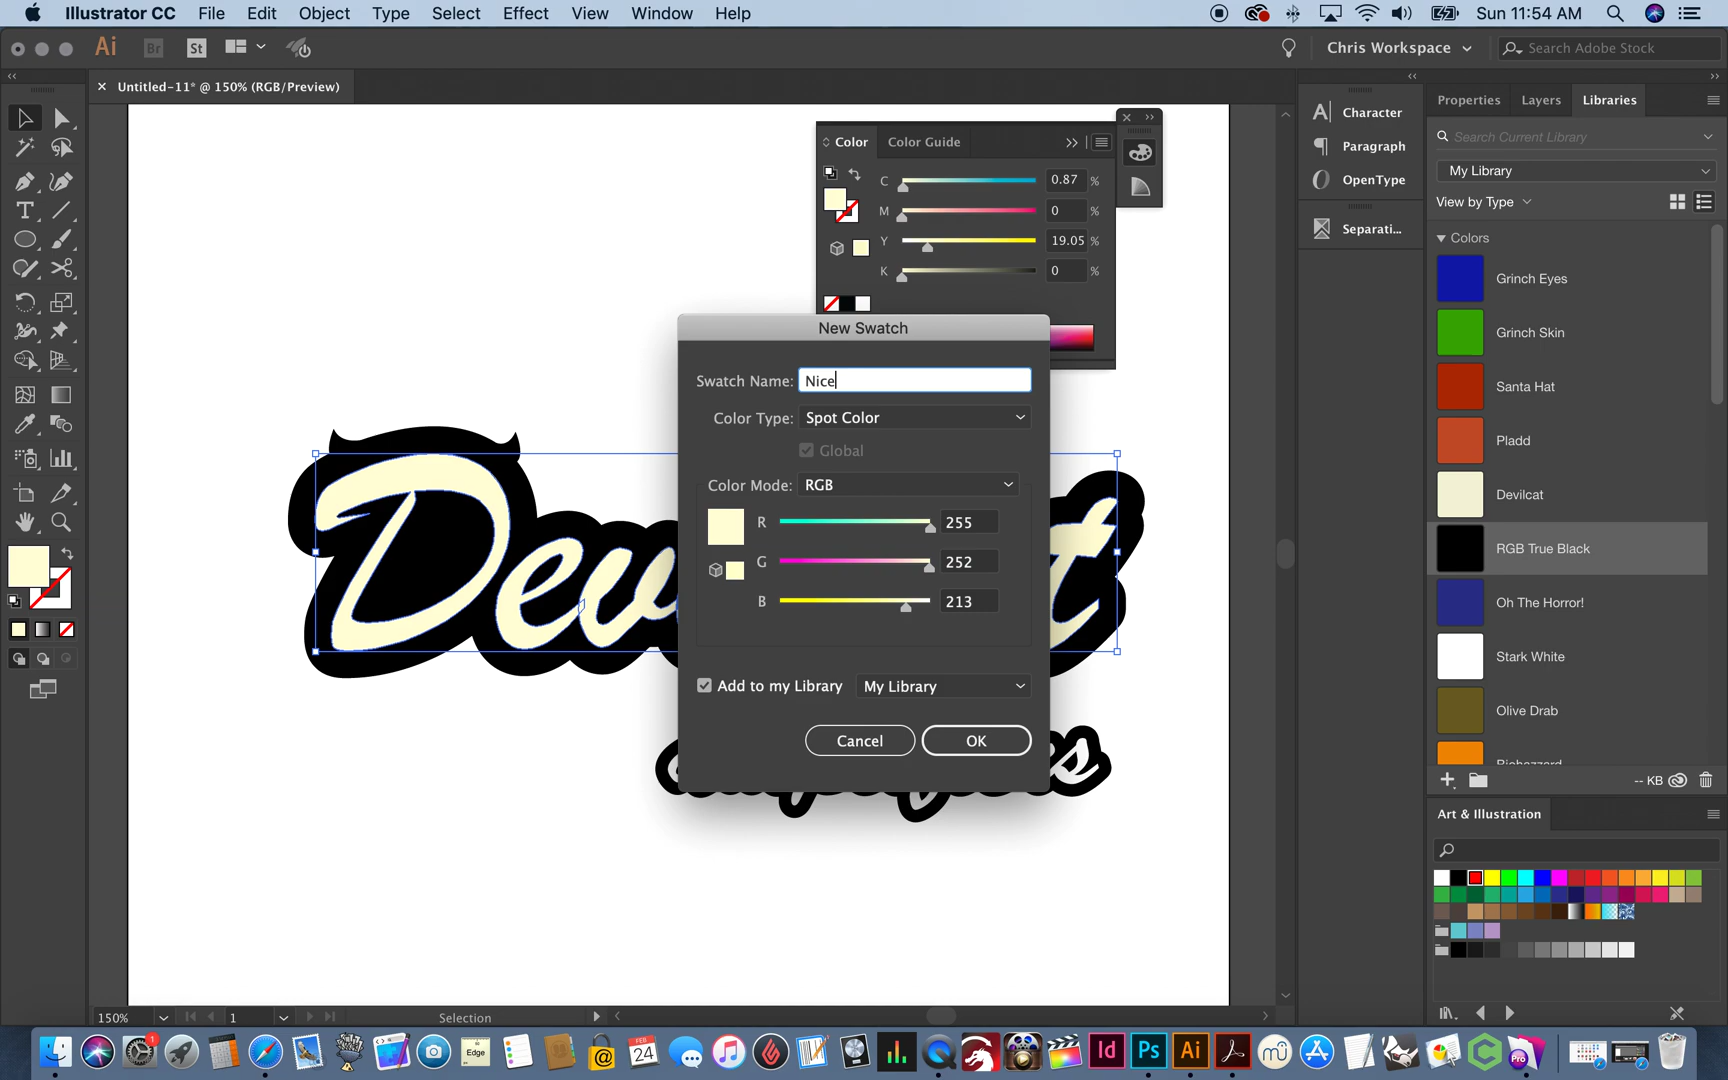 Illustrator CC File Edit Object Type Select Effect View Window Help Sun 11:54 AM
Ai Br St Chris Workspace Search Adobe Stock
× Untitled-11* @ 150% (RGB/Preview)
Color Color Guide
C 0.87 %
M 0 %
Y 19.05 %
K 0 %
Character
Paragraph
OpenType
Separati...
Properties Layers Libraries
Search Current Library
My Library
View by Type
Colors
Grinch Eyes
Grinch Skin
Santa Hat
Pladd
Devilcat
RGB True Black
Oh The Horror!
Stark White
Olive Drab
Biohazzard
-- KB
Art & Illustration
New Swatch
Swatch Name: Nice
Color Type: Spot Color
Global
Color Mode: RGB
R 255
G 252
B 213
Add to my Library My Library
Cancel OK
Dev
t
s
150% 1 Selection
Edge
FEB
24
Id Ps Ai
Pro